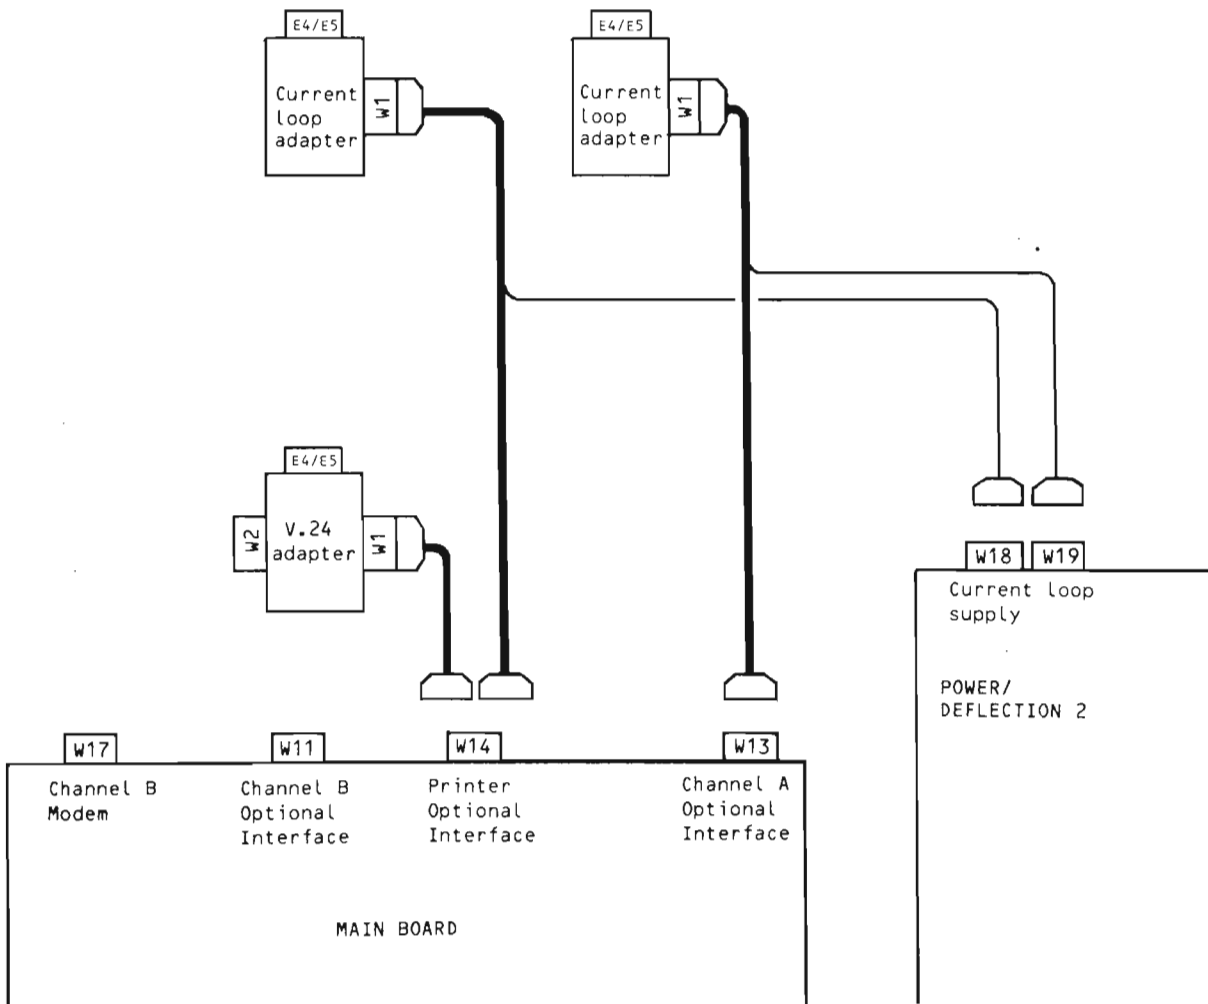 E4/E5
Current
loop
adapter
W1
E4/E5
Current
loop
adapter
W1
E4/E5
W2
V.24
adapter
W1
W18
W19
Current loop
supply
POWER/
DEFLECTION 2
W17
Channel B
Modem
W11
Channel B
Optional
Interface
W14
Printer
Optional
Interface
W13
Channel A
Optional
Interface
MAIN BOARD